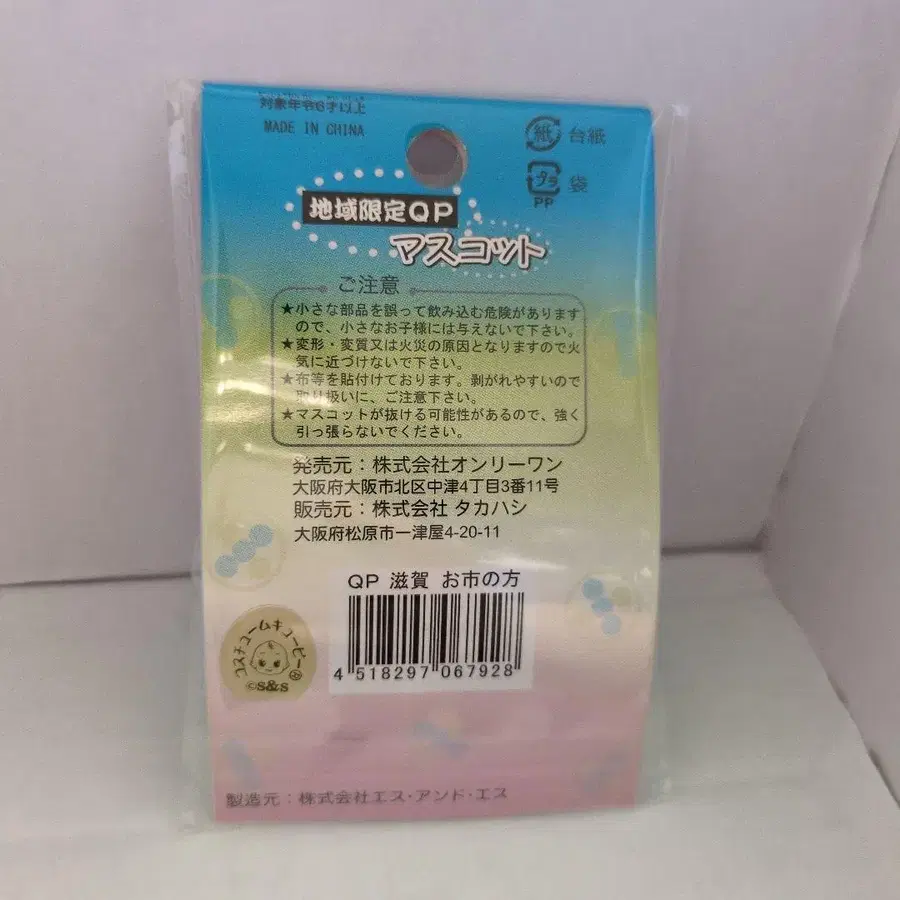 対象年令6才以上
MADE IN CHINA
紙 台紙
プラ 袋
PP
地域限定QP
マスコット
ご注意
★小さな部品を誤って飲み込む危険があります
ので、小さなお子様には与えないで下さい。
★変形・変質又は火災の原因となりますので火
気に近づけないで下さい。
★布等を貼付けております。剥がれやすいので
取り扱いに、ご注意下さい。
★マスコットが抜ける可能性があるので、強く
引っ張らないでください。
発売元：株式会社オンリーワン
大阪府大阪市北区中津4丁目3番11号
販売元：株式会社 タカハシ
大阪府松原市一津屋4-20-11
QP 滋賀 お市の方
4 518297 067928
コスチュームキューピー®
©S&S
製造元：株式会社エス・アンド・エス